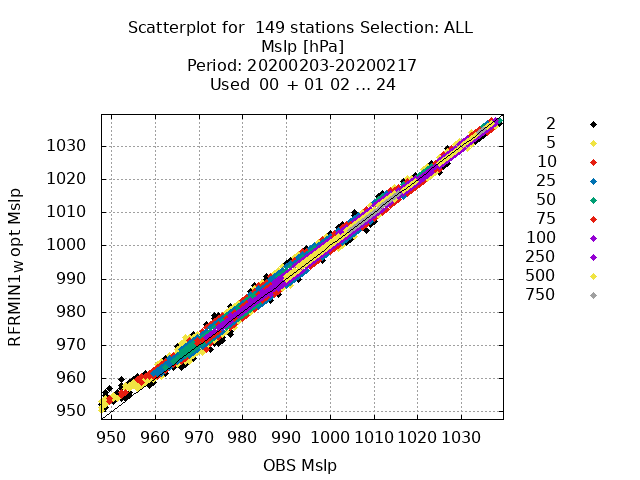 Scatterplot for  149 stations Selection: ALL
Mslp [hPa]
Period: 20200203-20200217
Used  00 + 01 02 ... 24
1030
1020
1010
1000
990
980
970
960
950
950 960 970 980 990 1000 1010 1020 1030
RFRMIN1w opt Mslp
OBS Mslp
2
5
10
25
50
75
100
250
500
750